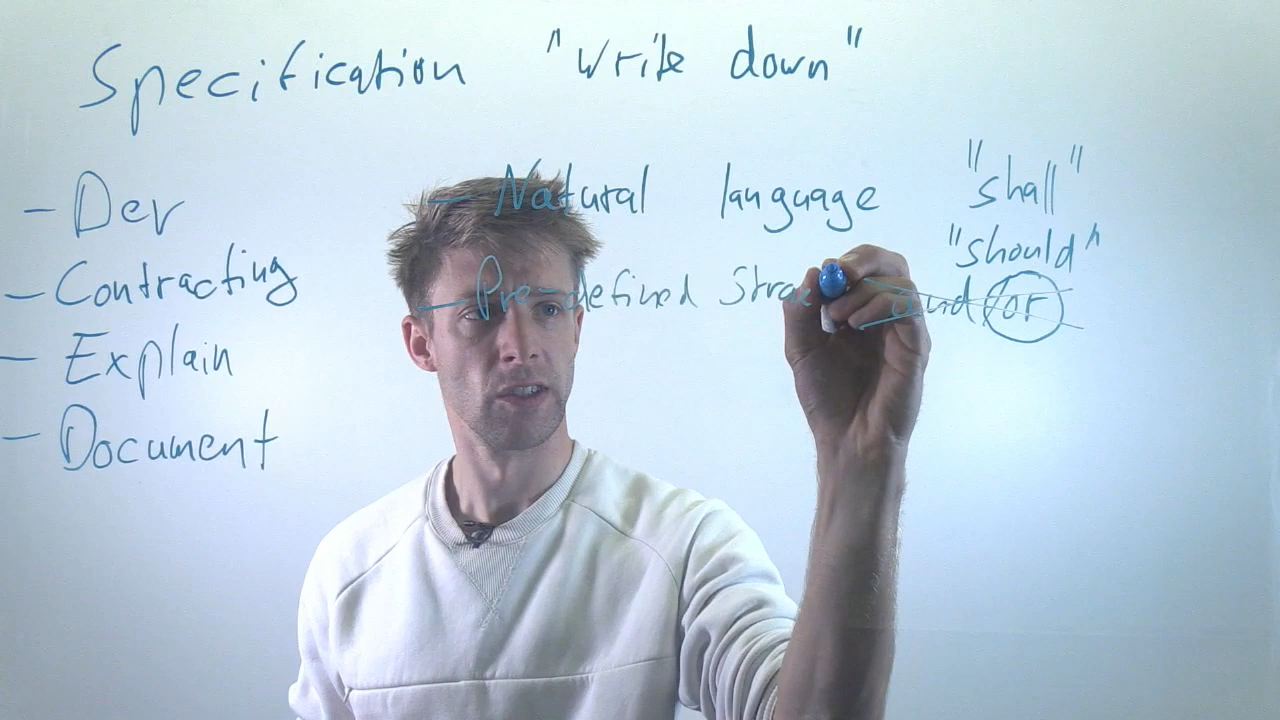 Specification "write down"
- Dev
- Contracting
- Explain
- Document
- Natural language "shall"
"should"
- Pre-defined and/or